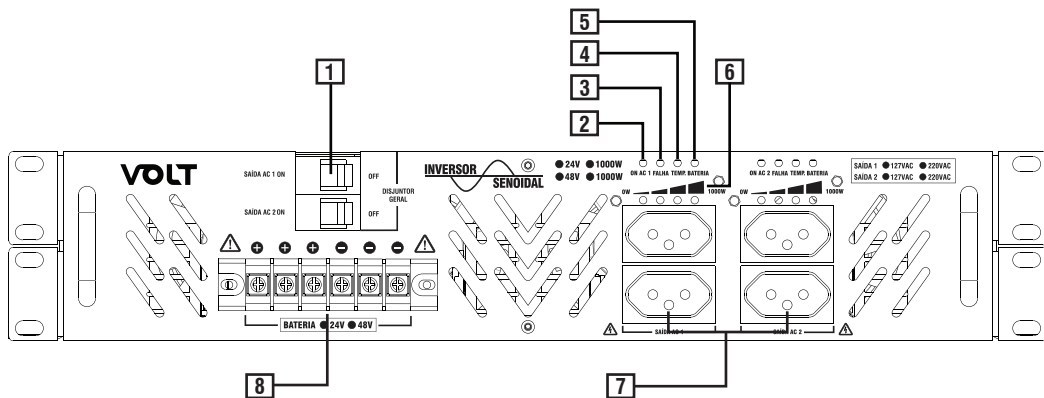 5
4
3
2
1
6
VOLT
SAÍDA AC 1 ON
OFF
SAÍDA AC 2 ON
OFF
DISJUNTOR
GERAL
INVERSOR
SENOIDAL
24V 1000W
48V 1000W
ON AC 1 FALHA TEMP. BATERIA
0W 1000W
ON AC 2 FALHA TEMP. BATERIA
0W 1000W
SAÍDA 1 127VAC 220VAC
SAÍDA 2 127VAC 220VAC
+ + + − − −
BATERIA 24V 48V
SAÍDA AC 1
SAÍDA AC 2
8
7